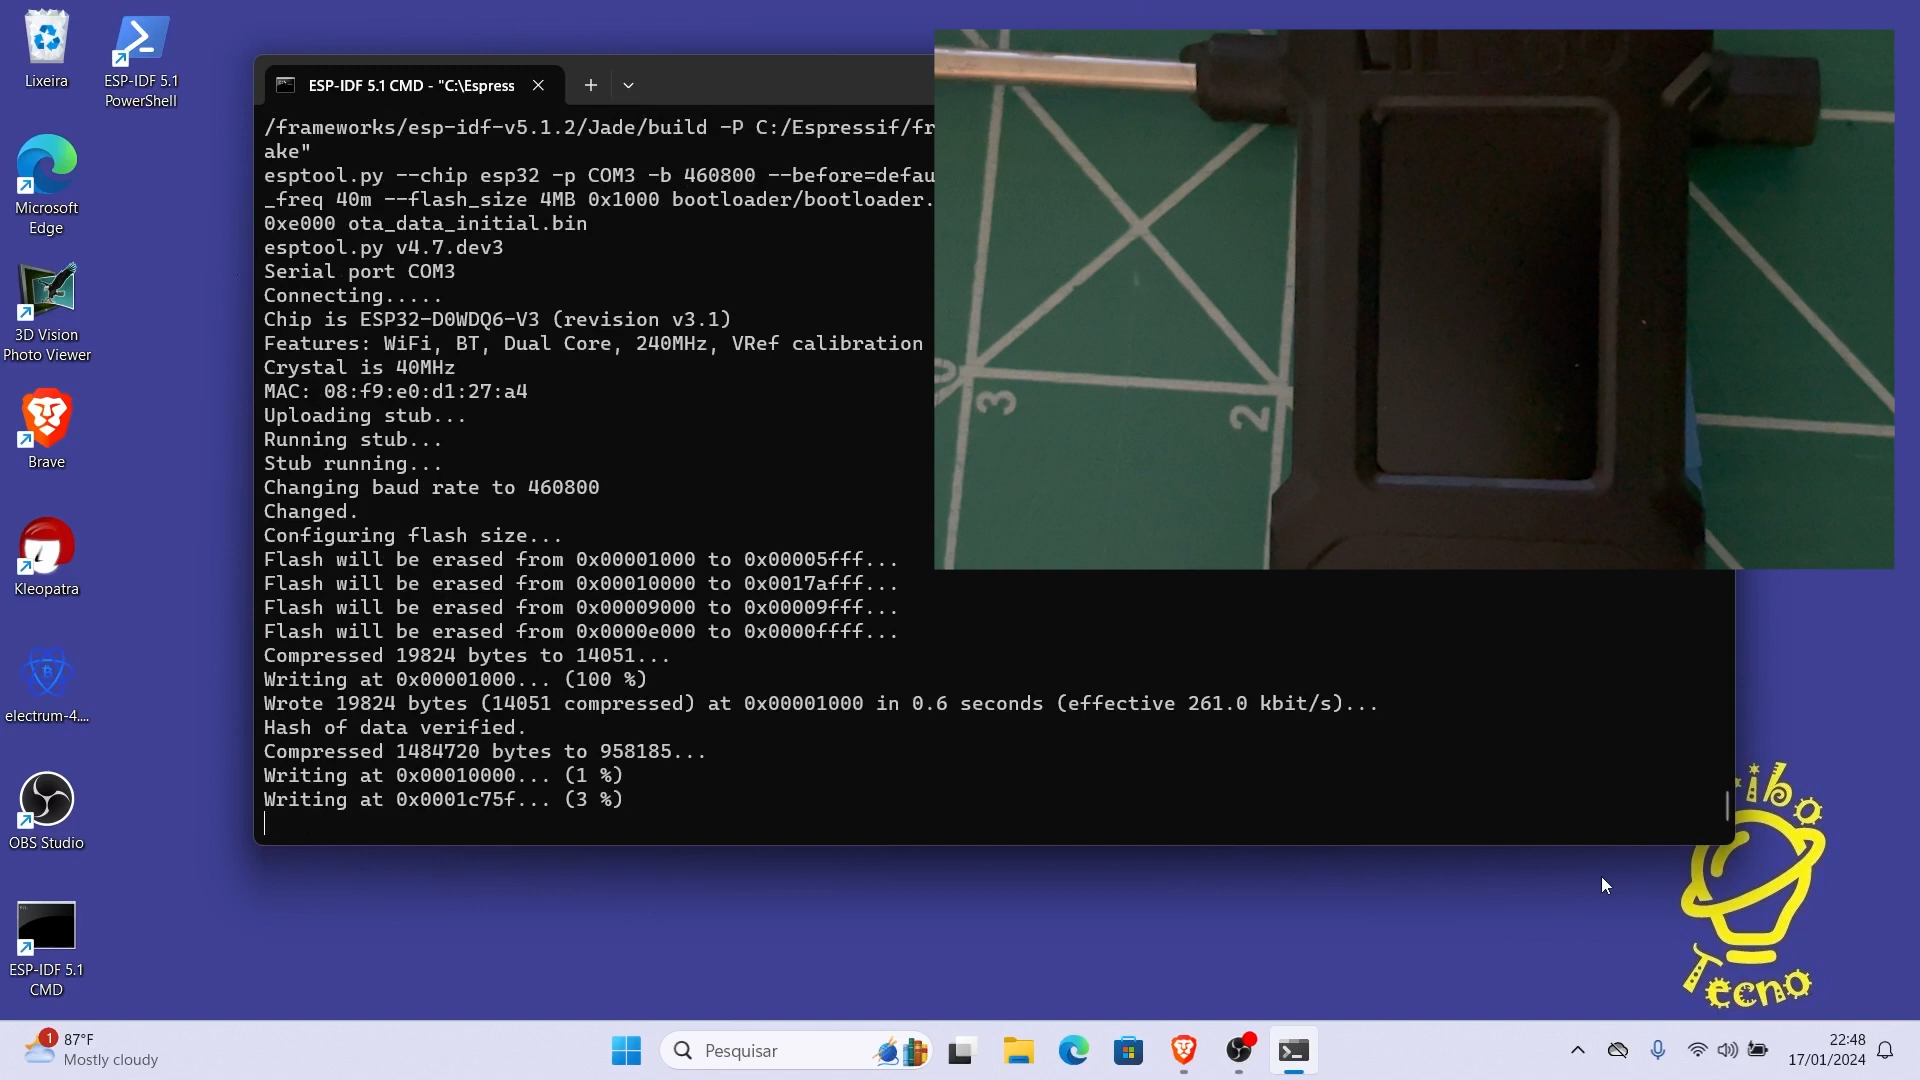 Lixeira
ESP-IDF 5.1
PowerShell
Microsoft
Edge
3D Vision
Photo Viewer
Brave
Kleopatra
electrum-4....
OBS Studio
ESP-IDF 5.1
CMD
ESP-IDF 5.1 CMD - "C:\Espress
/frameworks/esp-idf-v5.1.2/Jade/build -P C:/Espressif/fr
ake"
esptool.py --chip esp32 -p COM3 -b 460800 --before=defau
_freq 40m --flash_size 4MB 0x1000 bootloader/bootloader.
0xe000 ota_data_initial.bin
esptool.py v4.7.dev3
Serial port COM3
Connecting.....
Chip is ESP32-D0WDQ6-V3 (revision v3.1)
Features: WiFi, BT, Dual Core, 240MHz, VRef calibration
Crystal is 40MHz
MAC: 08:f9:e0:d1:27:a4
Uploading stub...
Running stub...
Stub running...
Changing baud rate to 460800
Changed.
Configuring flash size...
Flash will be erased from 0x00001000 to 0x00005fff...
Flash will be erased from 0x00010000 to 0x0017afff...
Flash will be erased from 0x00009000 to 0x00009fff...
Flash will be erased from 0x0000e000 to 0x0000ffff...
Compressed 19824 bytes to 14051...
Writing at 0x00001000... (100 %)
Wrote 19824 bytes (14051 compressed) at 0x00001000 in 0.6 seconds (effective 261.0 kbit/s)...
Hash of data verified.
Compressed 1484720 bytes to 958185...
Writing at 0x00010000... (1 %)
Writing at 0x0001c75f... (3 %)
3
2
ibo
Tecno
1
87°F
Mostly cloudy
Pesquisar
22:48
17/01/2024